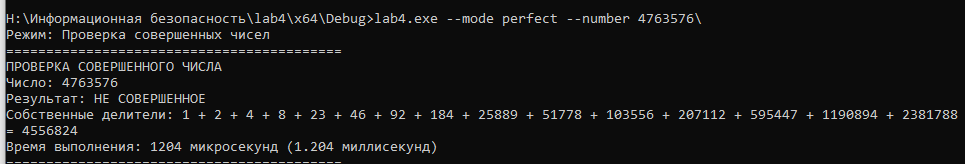 H:\Информационная безопасность\lab4\x64\Debug>lab4.exe --mode perfect --number 4763576\
Режим: Проверка совершенных чисел
==========================================
ПРОВЕРКА СОВЕРШЕННОГО ЧИСЛА
Число: 4763576
Результат: НЕ СОВЕРШЕННОЕ
Собственные делители: 1 + 2 + 4 + 8 + 23 + 46 + 92 + 184 + 25889 + 51778 + 103556 + 207112 + 595447 + 1190894 + 2381788
= 4556824
Время выполнения: 1204 микросекунд (1.204 миллисекунд)
==========================================